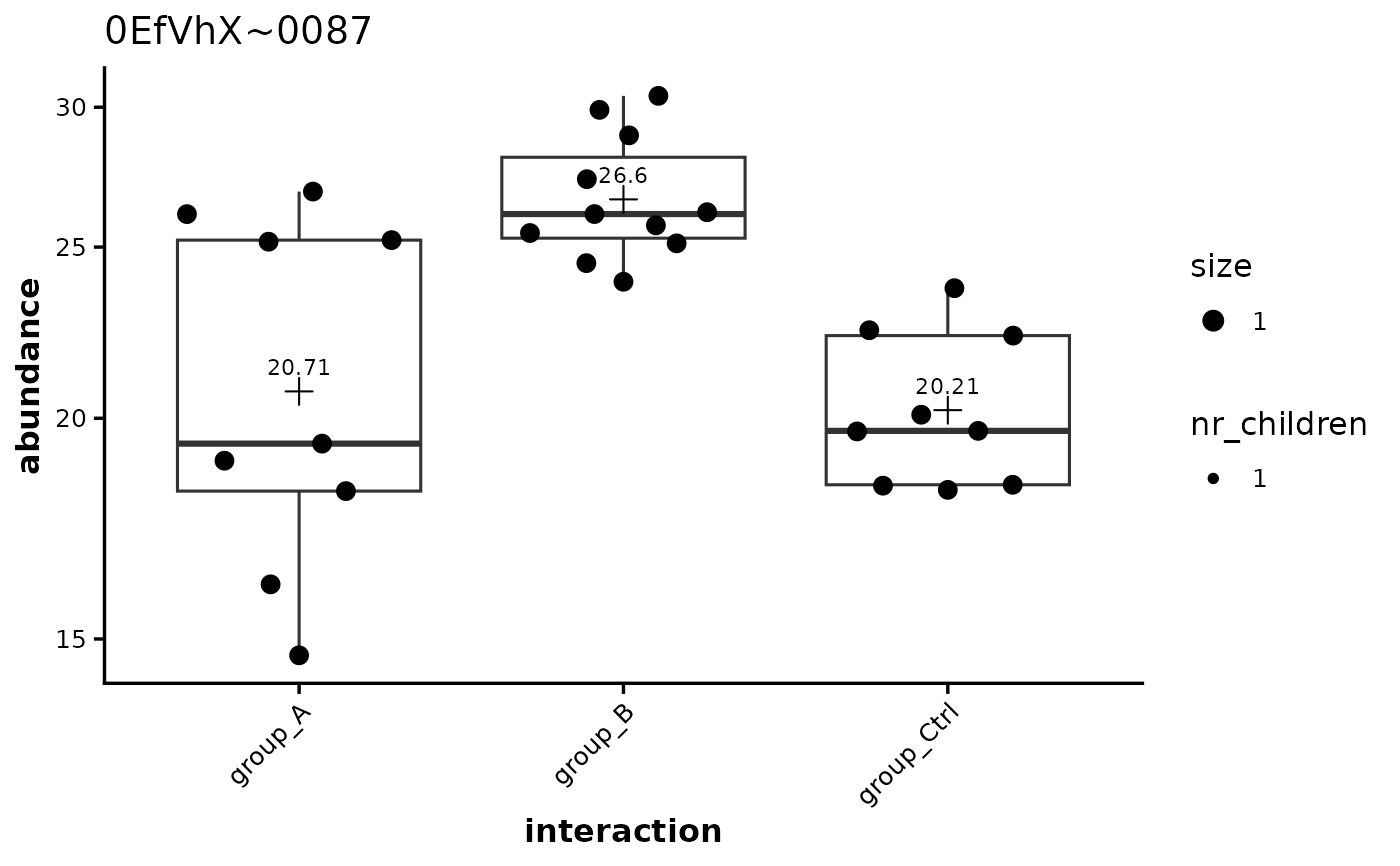 0EfVhX~0087
abundance
30
25
20
15
20.71
26.6
20.21
group_A
group_B
group_Ctrl
interaction
size
1
nr_children
1